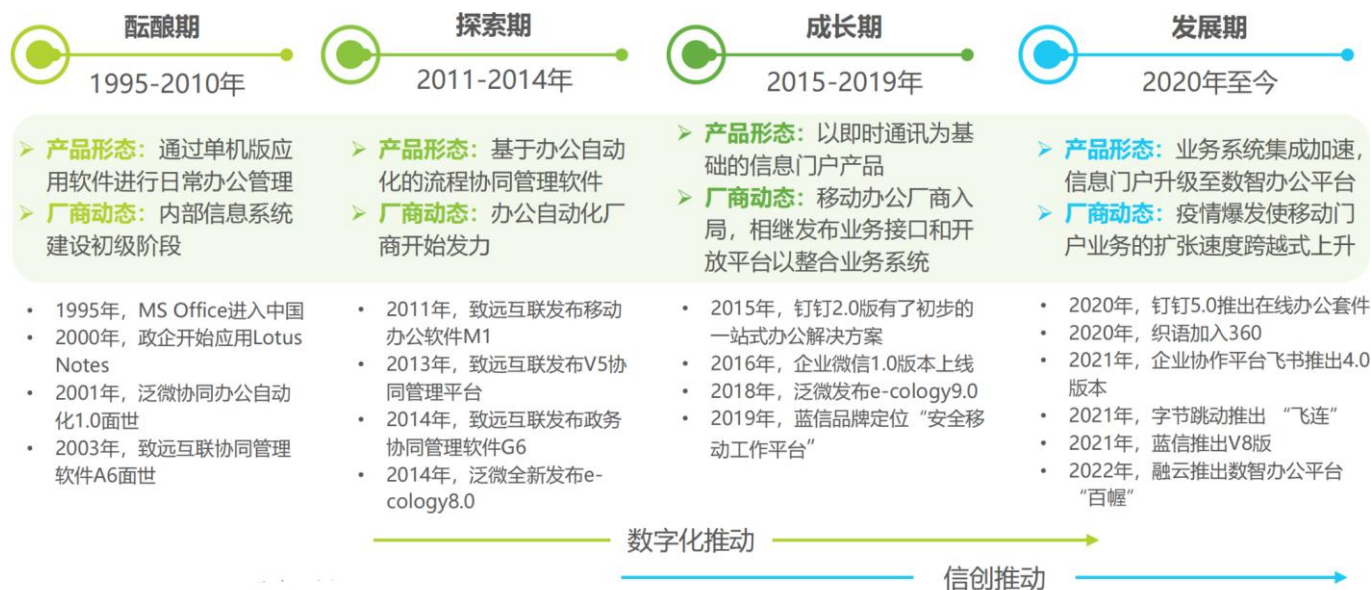 酝酿期
1995-2010年
➢ 产品形态：通过单机版应
用软件进行日常办公管理
➢ 厂商动态：内部信息系统
建设初级阶段
• 1995年，MS Office进入中国
• 2000年，政企开始应用Lotus
Notes
• 2001年，泛微协同办公自动
化1.0面世
• 2003年，致远互联协同管理
软件A6面世
探索期
2011-2014年
➢ 产品形态：基于办公自动
化的流程协同管理软件
➢ 厂商动态：办公自动化厂
商开始发力
• 2011年，致远互联发布移动
办公软件M1
• 2013年，致远互联发布V5协
同管理平台
• 2014年，致远互联发布政务
协同管理软件G6
• 2014年，泛微全新发布e-
cology8.0
成长期
2015-2019年
➢ 产品形态：以即时通讯为基
础的信息门户产品
➢ 厂商动态：移动办公厂商入
局，相继发布业务接口和开
放平台以整合业务系统
• 2015年，钉钉2.0版有了初步的
一站式办公解决方案
• 2016年，企业微信1.0版本上线
• 2018年，泛微发布e-cology9.0
• 2019年，蓝信品牌定位“安全移
动工作平台”
发展期
2020年至今
➢ 产品形态：业务系统集成加速，
信息门户升级至数智办公平台
➢ 厂商动态：疫情爆发使移动门
户业务的扩张速度跨越式上升
• 2020年，钉钉5.0推出在线办公套件
• 2020年，织语加入360
• 2021年，企业协作平台飞书推出4.0
版本
• 2021年，字节跳动推出 “飞连”
• 2021年，蓝信推出V8版
• 2022年，融云推出数智办公平台
“百幄”
数字化推动
信创推动